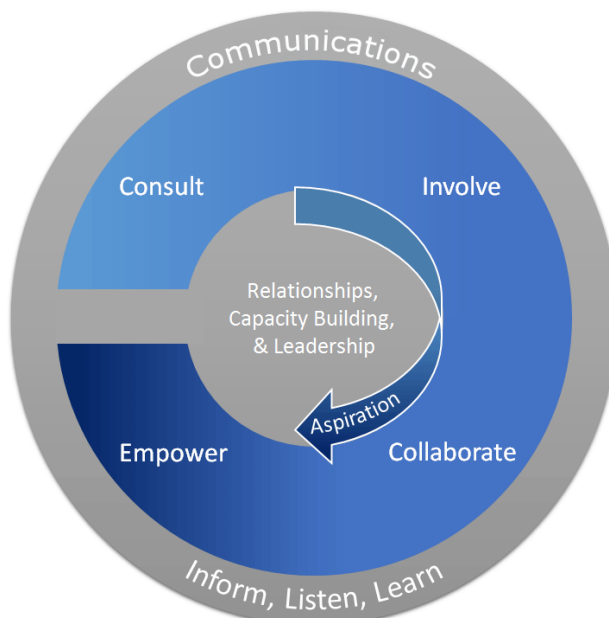 Communications
Consult
Involve
Relationships,
Capacity Building,
& Leadership
Aspiration
Empower
Collaborate
Inform, Listen, Learn